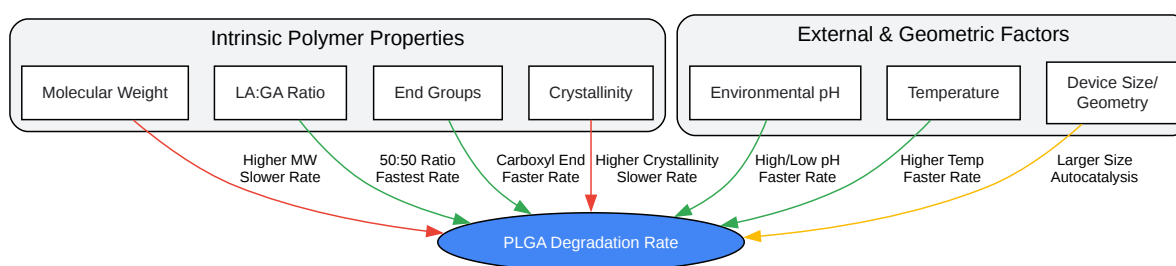 Intrinsic Polymer Properties
External & Geometric Factors
Molecular Weight
LA:GA Ratio
End Groups
Crystallinity
Environmental pH
Temperature
Device Size/
Geometry
Higher MW
Slower Rate
50:50 Ratio
Fastest Rate
Carboxyl End
Faster Rate
Higher Crystallinity
Slower Rate
High/Low pH
Faster Rate
Higher Temp
Faster Rate
Larger Size
Autocatalysis
PLGA Degradation Rate